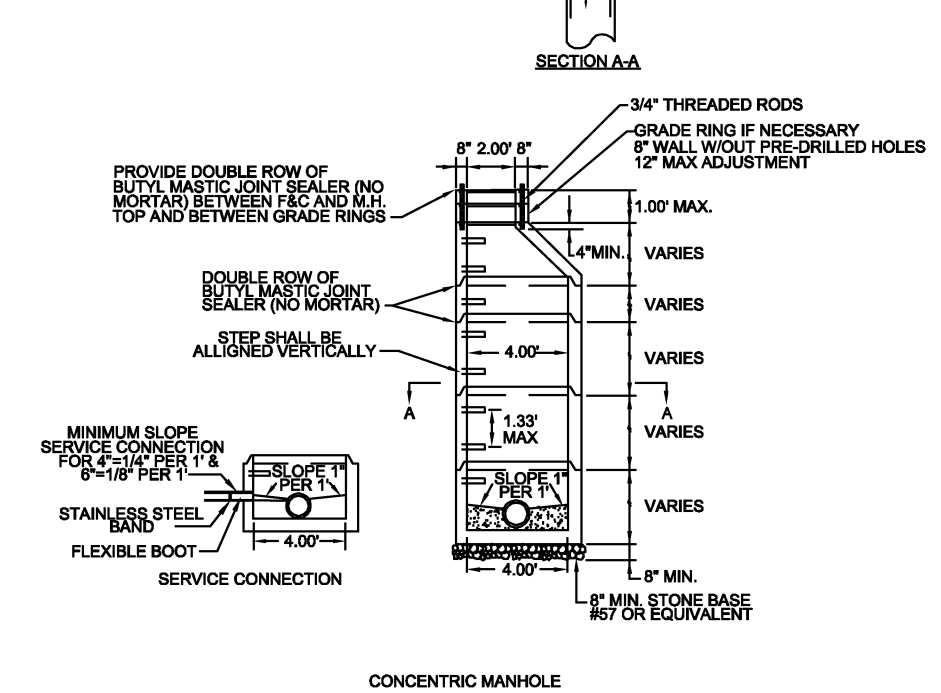 SECTION A-A
3/4" THREADED RODS
GRADE RING IF NECESSARY
8" WALL W/OUT PRE-DRILLED HOLES
12" MAX ADJUSTMENT
8" 2.00' 8"
PROVIDE DOUBLE ROW OF
BUTYL MASTIC JOINT SEALER (NO
MORTAR) BETWEEN F&C AND M.H.
TOP AND BETWEEN GRADE RINGS
1.00' MAX.
4"MIN.
VARIES
DOUBLE ROW OF
BUTYL MASTIC JOINT
SEALER (NO MORTAR)
VARIES
STEP SHALL BE
ALLIGNED VERTICALLY
4.00'
VARIES
A
A
1.33'
MAX
VARIES
MINIMUM SLOPE
SERVICE CONNECTION
FOR 4"=1/4" PER 1' &
6"=1/8" PER 1'
SLOPE 1"
PER 1'
STAINLESS STEEL
BAND
FLEXIBLE BOOT
4.00'
SERVICE CONNECTION
SLOPE 1"
PER 1'
VARIES
4.00'
8" MIN.
8" MIN. STONE BASE
#57 OR EQUIVALENT
CONCENTRIC MANHOLE